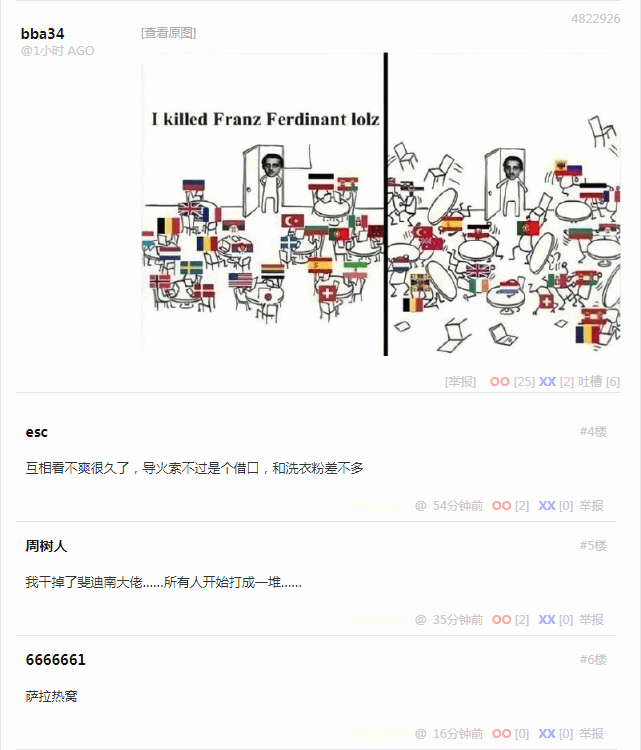 bba34
@1小时 AGO
[查看原图]
4822926
I killed Franz Ferdinant lolz
[举报] OO [25] XX [2] 吐槽 [6]
esc
#4楼
互相看不爽很久了，导火索不过是个借口，和洗衣粉差不多
@ 54分钟前 OO [2] XX [0] 举报
周树人
#5楼
我干掉了斐迪南大佬……所有人开始打成一堆……
@ 35分钟前 OO [2] XX [0] 举报
6666661
#6楼
萨拉热窝
@ 16分钟前 OO [0] XX [0] 举报